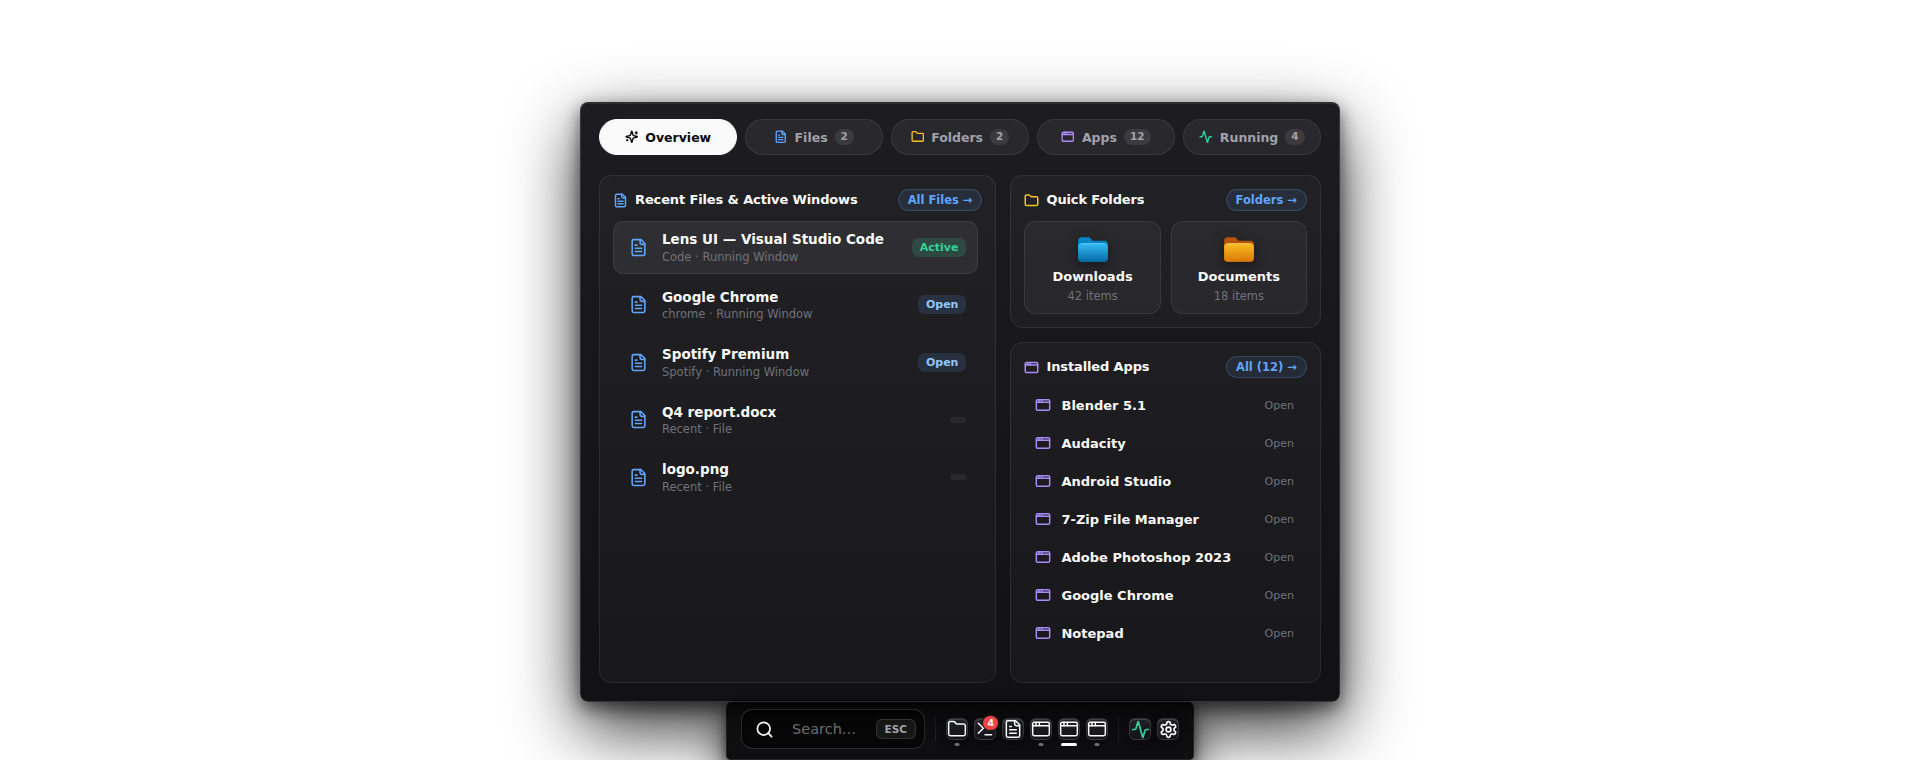 Overview
Files 2
Folders 2
Apps 12
Running 4
Recent Files & Active Windows
All Files →
Lens UI — Visual Studio Code
Code · Running Window
Active
Google Chrome
chrome · Running Window
Open
Spotify Premium
Spotify · Running Window
Open
Q4 report.docx
Recent · File
logo.png
Recent · File
Quick Folders
Folders →
Downloads
42 items
Documents
18 items
Installed Apps
All (12) →
Blender 5.1
Open
Audacity
Open
Android Studio
Open
7-Zip File Manager
Open
Adobe Photoshop 2023
Open
Google Chrome
Open
Notepad
Open
Search...
ESC
4